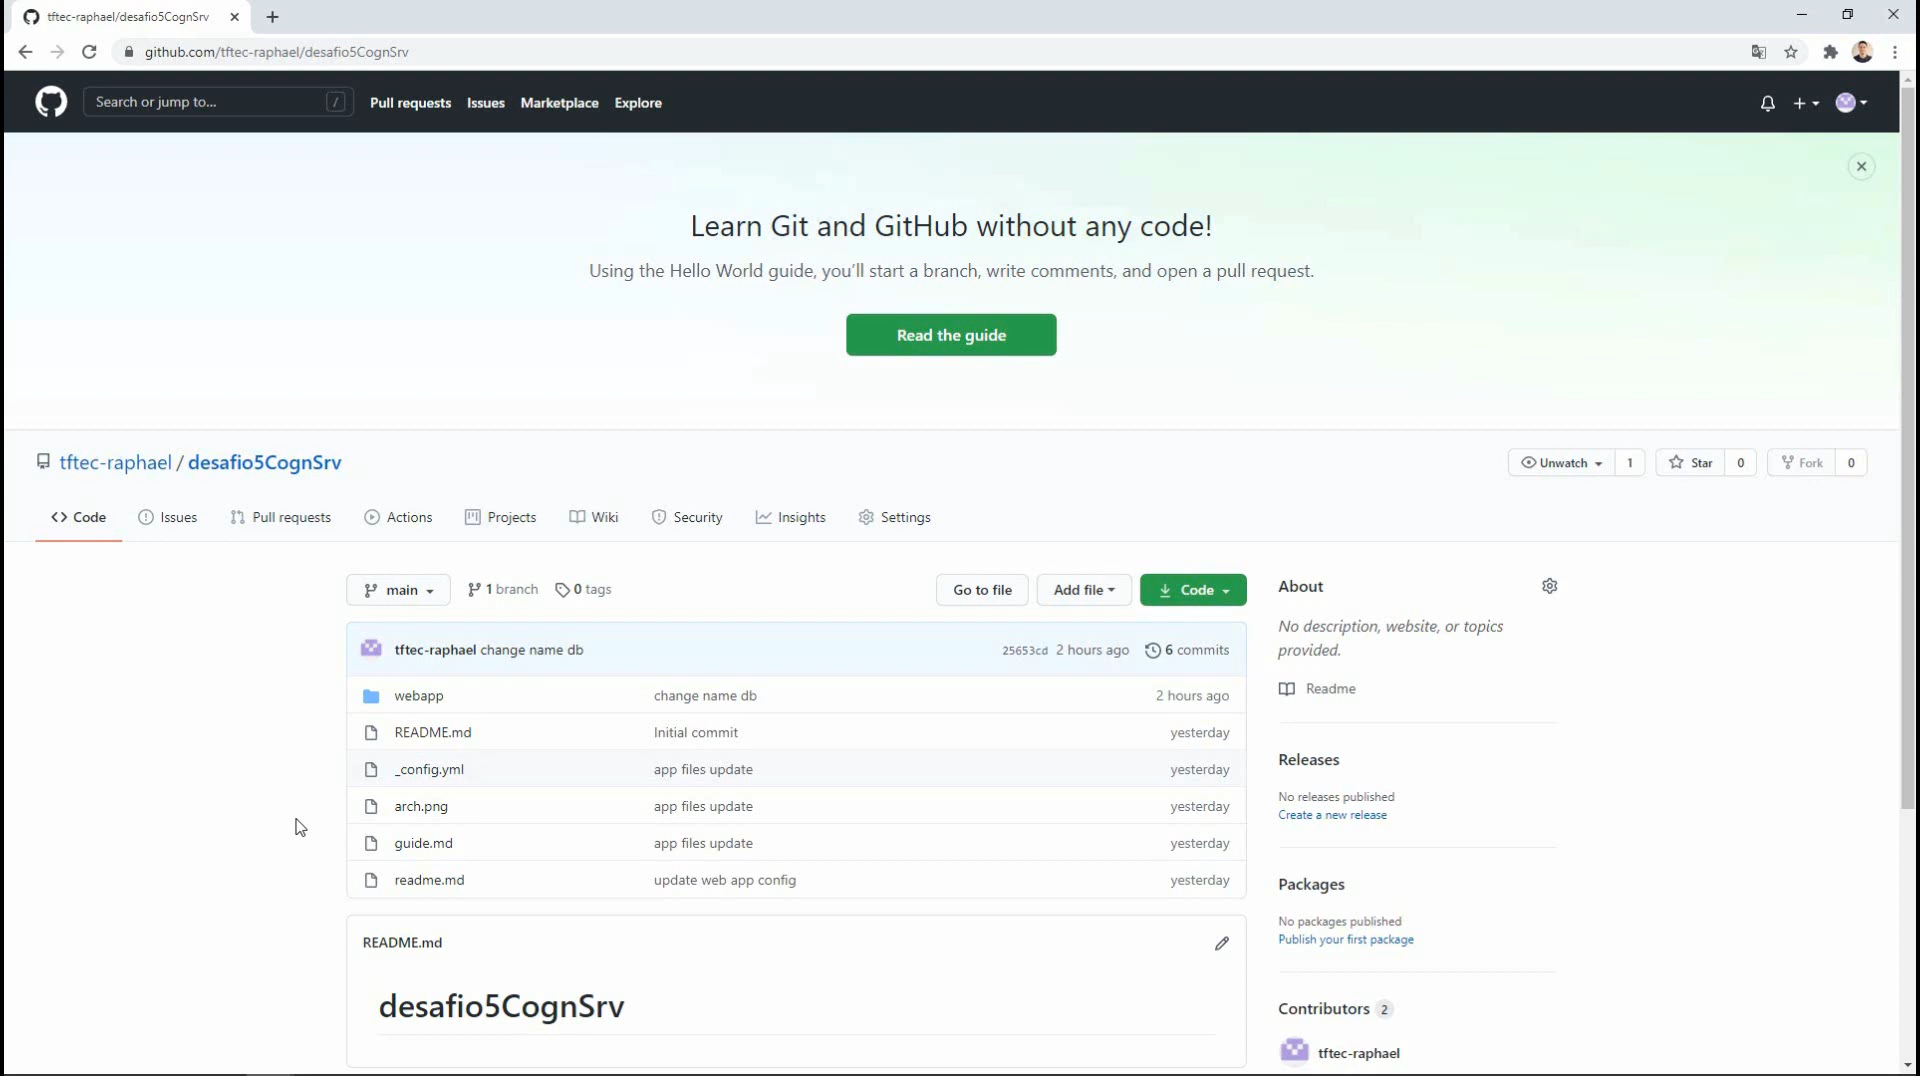 tftec-raphael/desafio5CognSrv
github.com/tftec-raphael/desafio5CognSrv
Search or jump to... /
Pull requests Issues Marketplace Explore
Learn Git and GitHub without any code!
Using the Hello World guide, you'll start a branch, write comments, and open a pull request.
Read the guide
tftec-raphael / desafio5CognSrv
Unwatch 1 Star 0 Fork 0
Code Issues Pull requests Actions Projects Wiki Security Insights Settings
main 1 branch 0 tags Go to file Add file Code
tftec-raphael change name db 25653cd 2 hours ago 6 commits
webapp change name db 2 hours ago
README.md Initial commit yesterday
_config.yml app files update yesterday
arch.png app files update yesterday
guide.md app files update yesterday
readme.md update web app config yesterday
README.md
desafio5CognSrv
About
No description, website, or topics
provided.
Readme
Releases
No releases published
Create a new release
Packages
No packages published
Publish your first package
Contributors 2
tftec-raphael